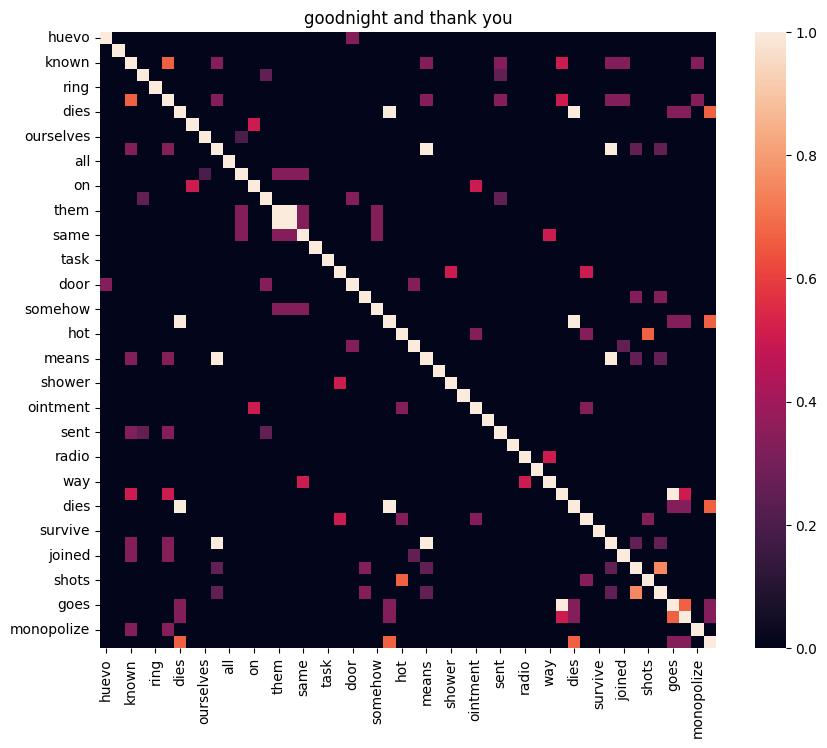 goodnight and thank you
huevo
known
ring
dies
ourselves
all
on
them
same
task
door
somehow
hot
means
shower
ointment
sent
radio
way
dies
survive
joined
shots
goes
monopolize
1.0
0.8
0.6
0.4
0.2
0.0
huevo
known
ring
dies
ourselves
all
on
them
same
task
door
somehow
hot
means
shower
ointment
sent
radio
way
dies
survive
joined
shots
goes
monopolize